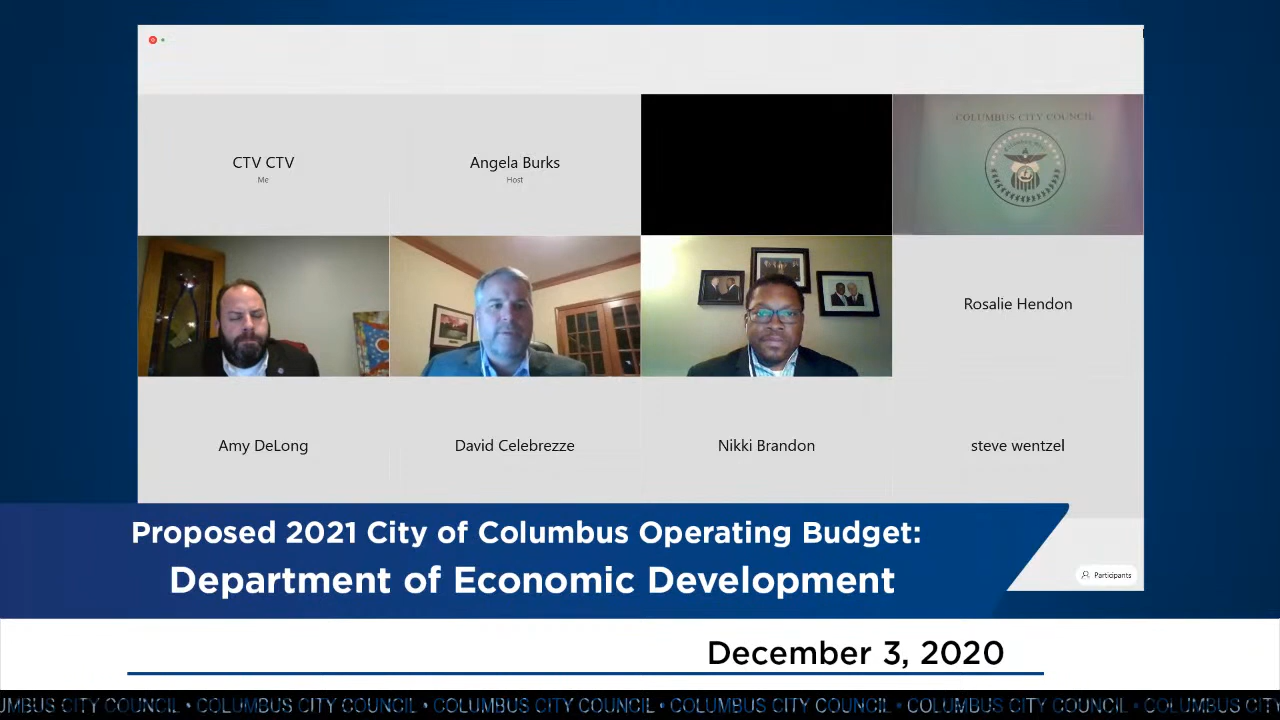 CTV CTV
Me
Angela Burks
Host
COLUMBUS CITY COUNCIL
Rosalie Hendon
Amy DeLong
David Celebrezze
Nikki Brandon
steve wentzel
Proposed 2021 City of Columbus Operating Budget:
Department of Economic Development
Participants
December 3, 2020
UMBUS CITY COUNCIL • COLUMBUS CITY COUNCIL • COLUMBUS CITY COUNCIL • COLUMBUS CITY COUNCIL • COLUMBUS CITY COUNCIL • COLUMBUS CIT